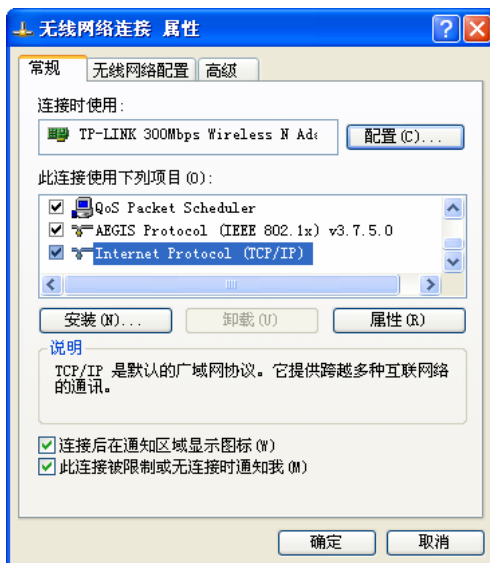 无线网络连接 属性
常规
无线网络配置
高级
连接时使用:
TP-LINK 300Mbps Wireless N Ad
配置(C)...
此连接使用下列项目(O):
QoS Packet Scheduler
AEGIS Protocol (IEEE 802.1x) v3.7.5.0
Internet Protocol (TCP/IP)
安装(N)...
卸载(U)
属性(R)
说明
TCP/IP 是默认的广域网协议。它提供跨越多种互联网络
的通讯。
连接后在通知区域显示图标(W)
此连接被限制或无连接时通知我(M)
确定
取消